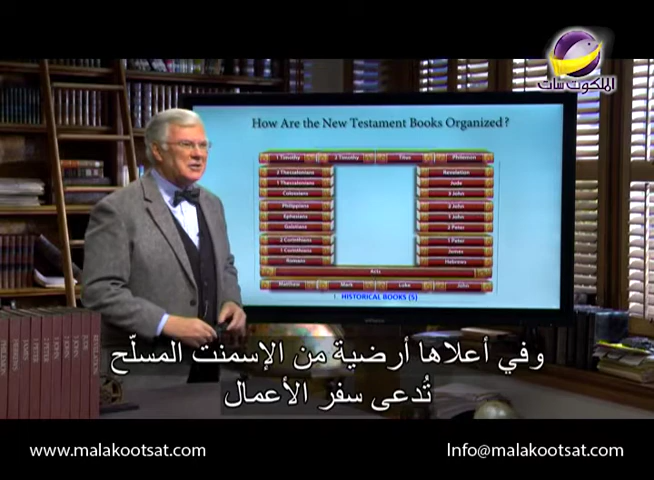 الملكوت سات
How Are the New Testament Books Organized?
1 Timothy 2 Timothy Titus Philemon
2 Thessalonians Revelation
1 Thessalonians Jude
Colossians 3 John
Philippians 2 John
Ephesians 1 John
Galatians 2 Peter
2 Corinthians 1 Peter
1 Corinthians James
Romans Hebrews
Acts
Matthew Mark Luke John
1. HISTORICAL BOOKS (5)
وفي أعلاها أرضية من الإسمنت المسلّح
تُدعى سفر الأعمال
www.malakootsat.com Info@malakootsat.com